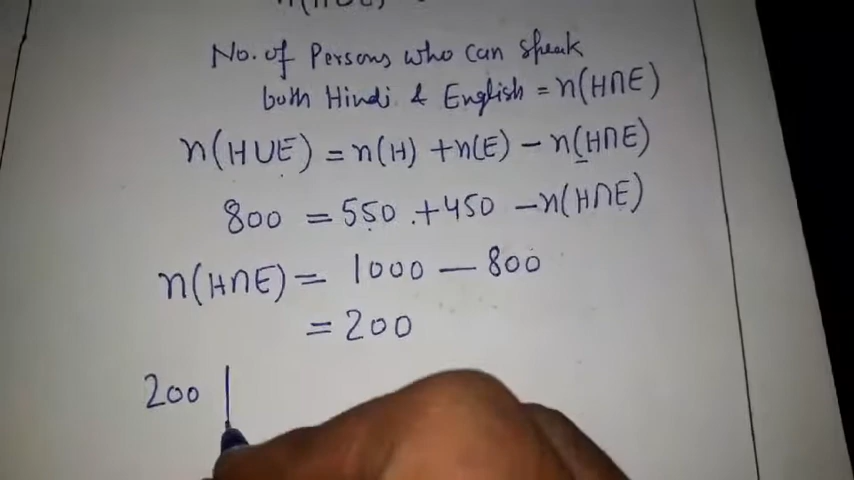 No. of Persons who can speak
both Hindi & English = n(H∩E)
n(H∪E) = n(H) + n(E) - n(H∩E)
800 = 550 + 450 - n(H∩E)
n(H∩E) = 1000 - 800
= 200
200